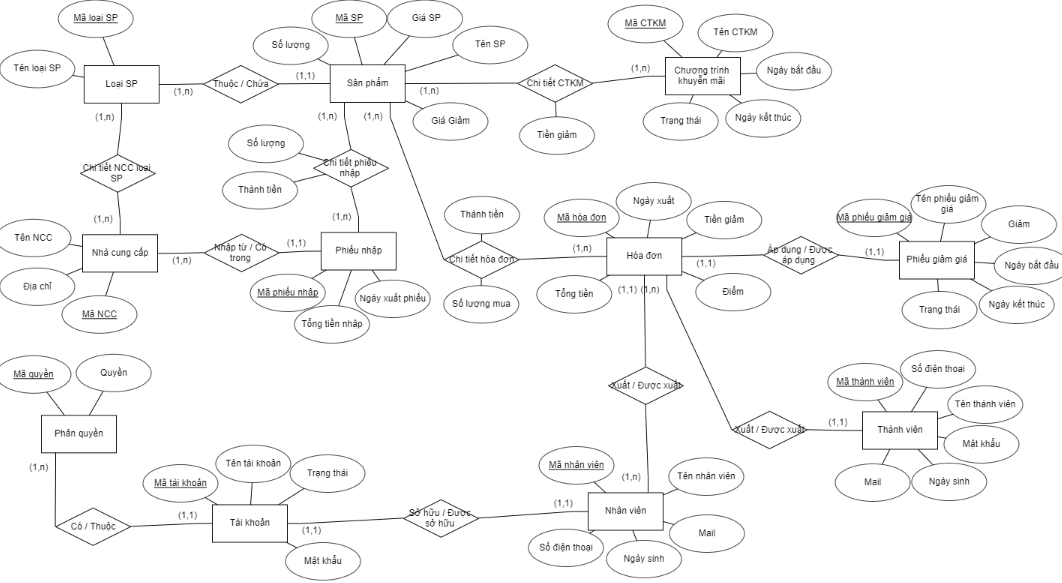 Mã loại SP
Tên loại SP
Loại SP
(1,n)
Thuộc / Chứa
(1,1)
Số lượng
Mã SP
Giá SP
Tên SP
Sản phẩm
(1,n)
Giá Giảm
Chi tiết CTKM
Tiền giảm
(1,n)
Mã CTKM
Tên CTKM
Ngày bắt đầu
Chương trình
khuyến mãi
Trạng thái
Ngày kết thúc
(1,n)
Chi tiết NCC loại
SP
(1,n)
(1,n)
(1,n)
Số lượng
Chi tiết phiếu
nhập
Thành tiền
(1,n)
Tên NCC
Nhà cung cấp
Địa chỉ
Mã NCC
(1,n)
Nhập từ / Có
trong
(1,1)
Phiếu nhập
Mã phiếu nhập
Ngày xuất phiếu
Tổng tiền nhập
Thành tiền
Chi tiết hóa đơn
Số lượng mua
(1,n)
Mã hóa đơn
Ngày xuất
Tiền giảm
Hóa đơn
Tổng tiền
Điểm
(1,1)
(1,1)
(1,n)
Áp dụng / Được
áp dụng
(1,1)
Mã phiếu giảm giá
Tên phiếu giảm
giá
Giảm
Phiếu giảm giá
Ngày bắt đầu
Ngày kết thúc
Trạng thái
Mã quyền
Quyền
Phân quyền
(1,n)
Có / Thuộc
(1,1)
Mã tài khoản
Tên tài khoản
Trạng thái
Tài khoản
(1,1)
Mật khẩu
Sở hữu / Được
sở hữu
(1,1)
Xuất / Được xuất
(1,n)
Mã nhân viên
Tên nhân viên
Nhân viên
Mail
Số điện thoại
Ngày sinh
Xuất / Được xuất
(1,1)
Mã thành viên
Số điện thoại
Tên thành viên
Thành viên
Mật khẩu
Mail
Ngày sinh